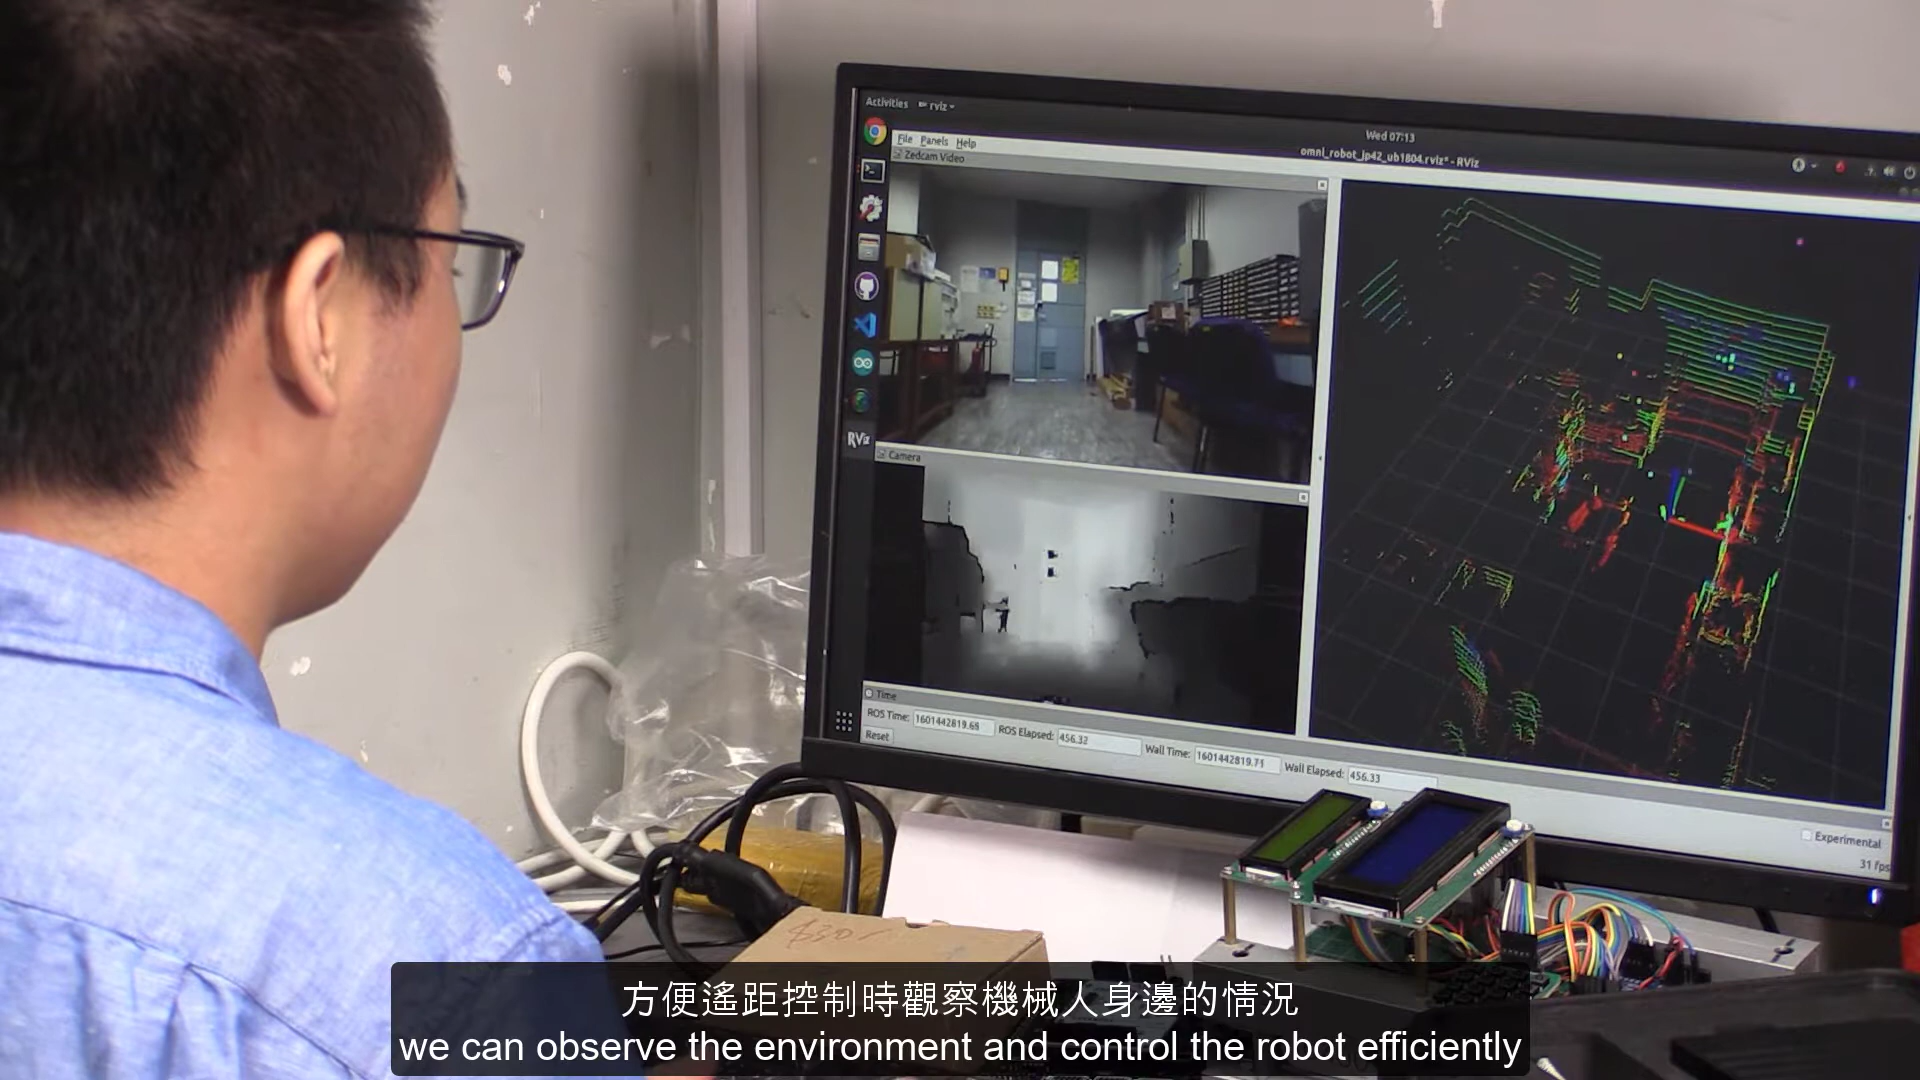 Activities rviz
Wed 07:13
omni_robot_jp42_ub1804.rviz* - RViz
File Panels Help
Zedcam Video
RViz
Camera
Time
ROS Time: 1601442819.68 ROS Elapsed: 456.32 Wall Time: 1601442819.71 Wall Elapsed: 456.33
Reset
Experimental
31 fps
$30/
方便遙距控制時觀察機械人身邊的情況
we can observe the environment and control the robot efficiently